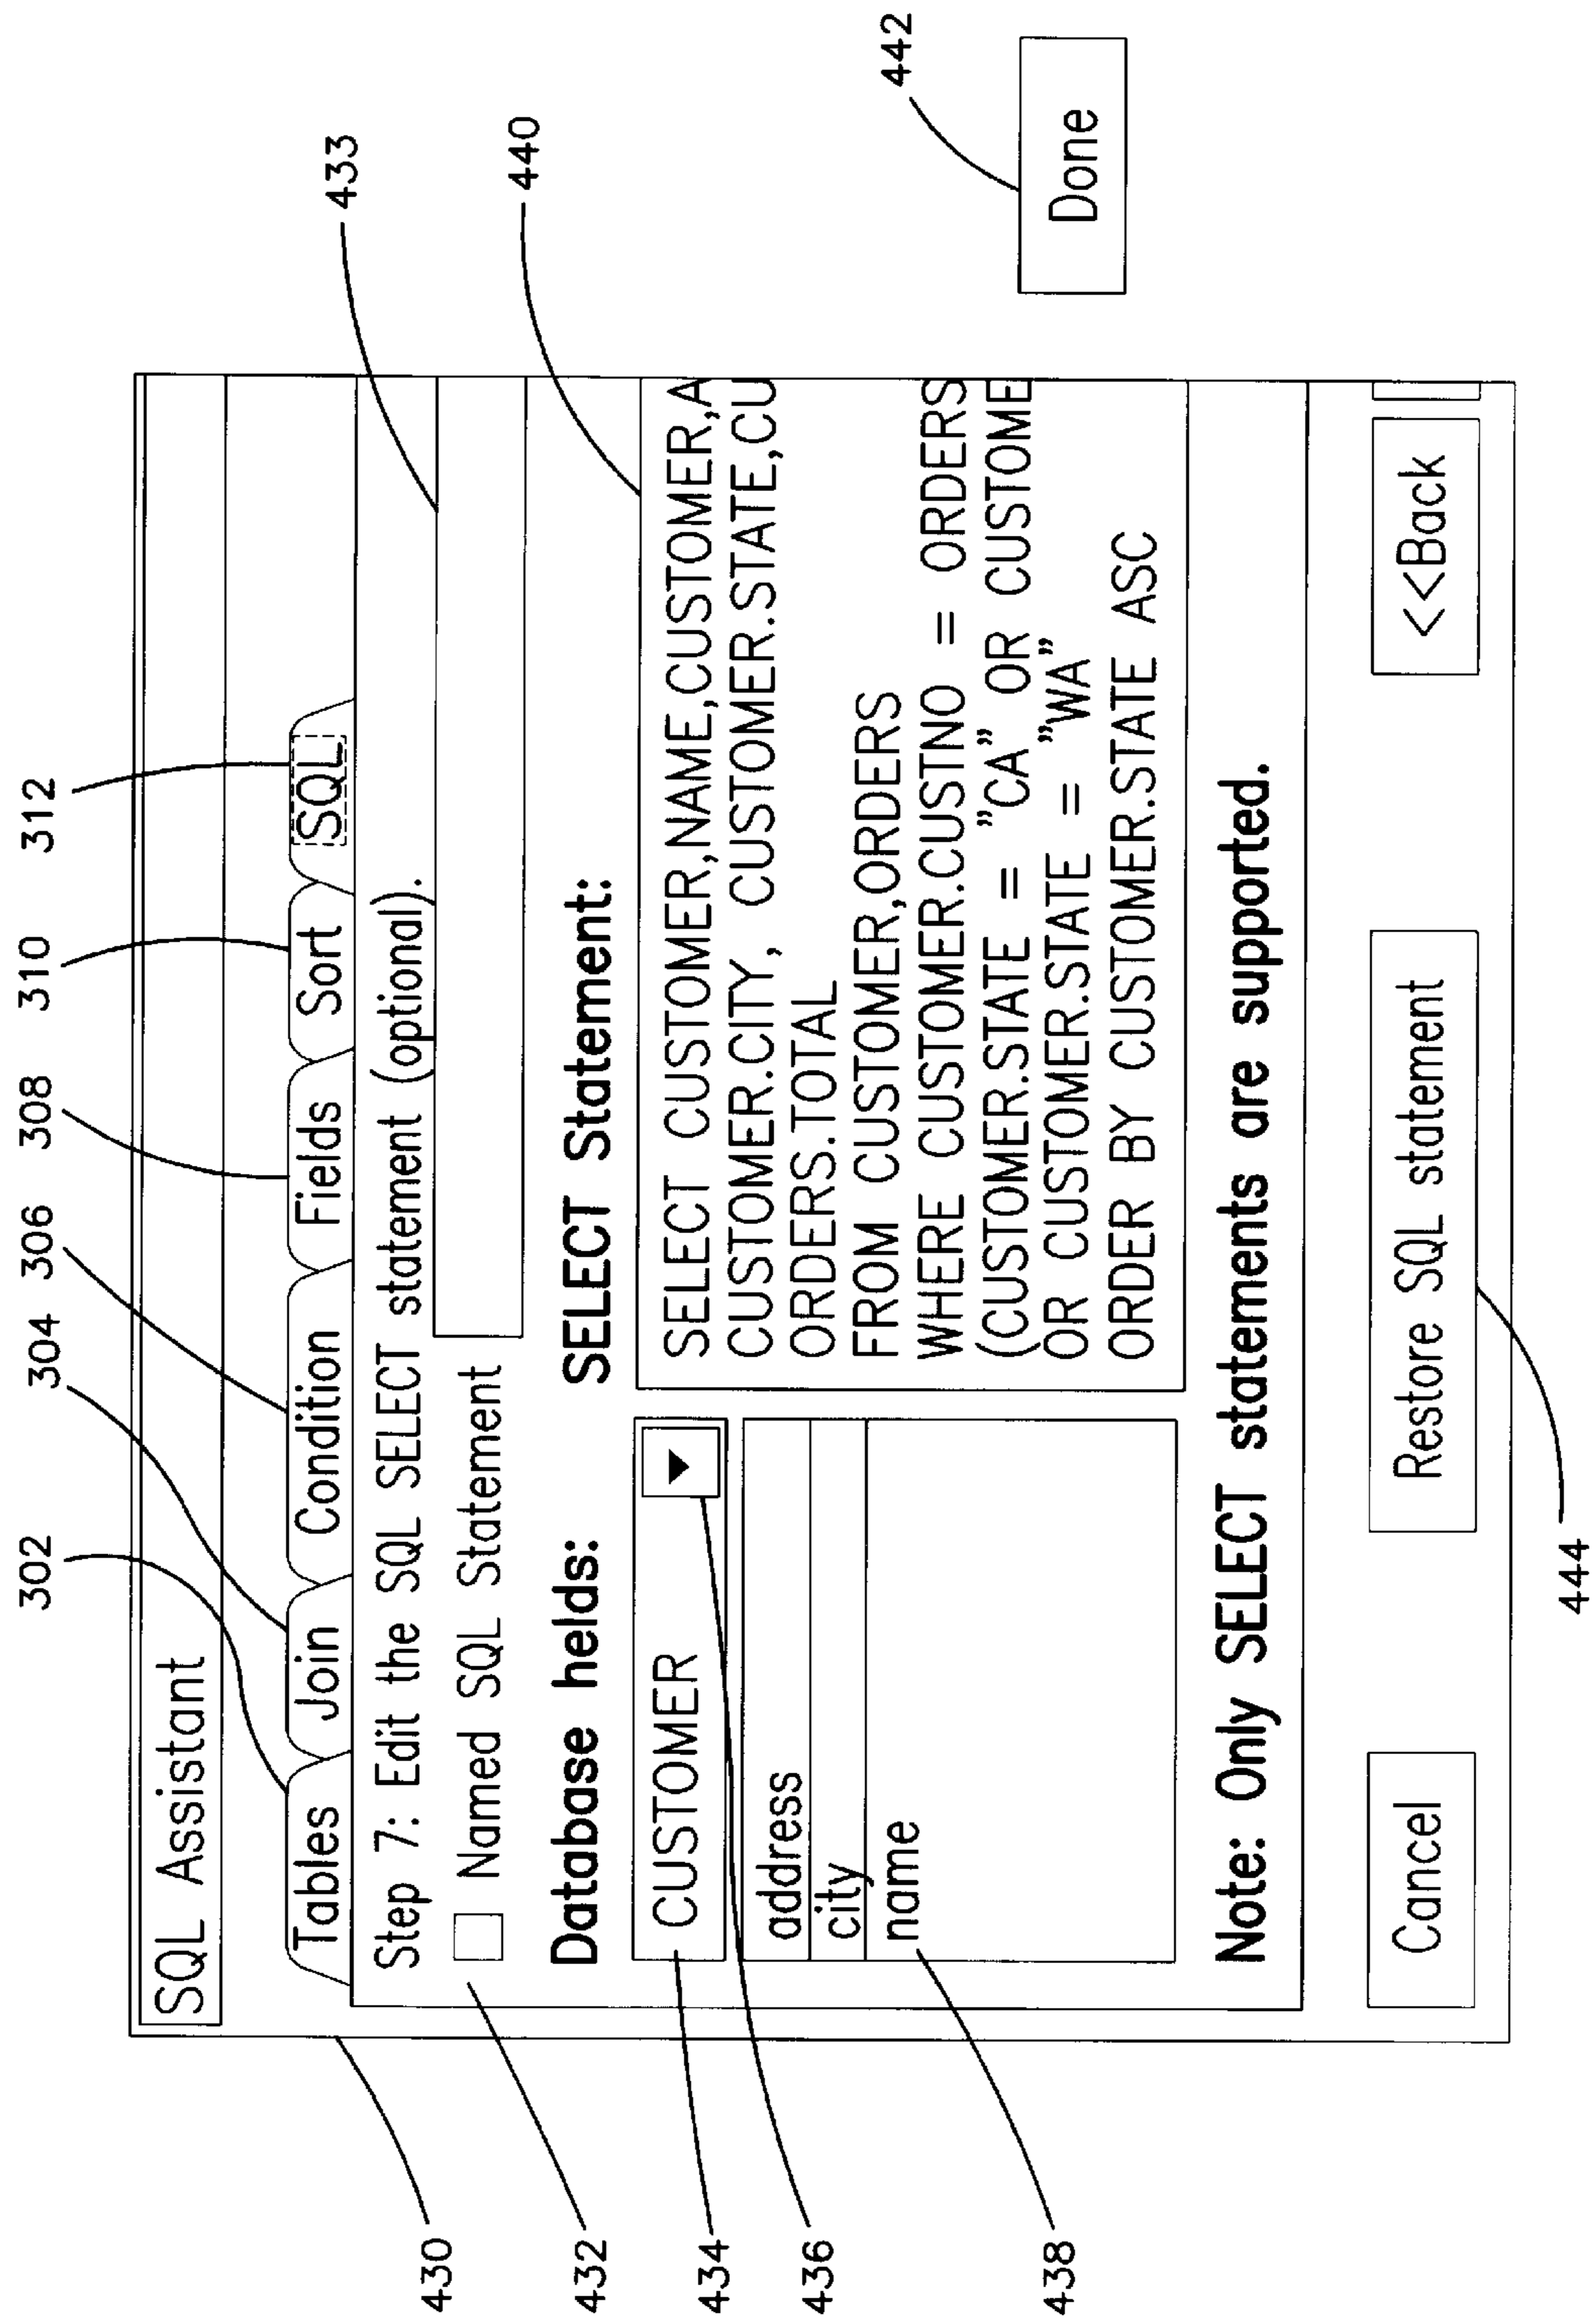 302 304 306 308 310 312
SQL Assistant
Tables Join Condition Fields Sort SQL
Step 7: Edit the SQL SELECT statement (optional).
Named SQL Statement
433
Database helds: SELECT Statement:
440
CUSTOMER
address
city
name
SELECT CUSTOMER,NAME,CUSTOMER,A
CUSTOMER.CITY, CUSTOMER.STATE,CU
ORDERS.TOTAL
FROM CUSTOMER,ORDERS
WHERE CUSTOMER.CUSTNO = ORDERS
(CUSTOMER.STATE = "CA" OR CUSTOME
OR CUSTOMER.STATE = "WA"
ORDER BY CUSTOMER.STATE ASC
Note: Only SELECT statements are supported.
Cancel Restore SQL statement <<Back
Done
442
430
432
434
436
438
444